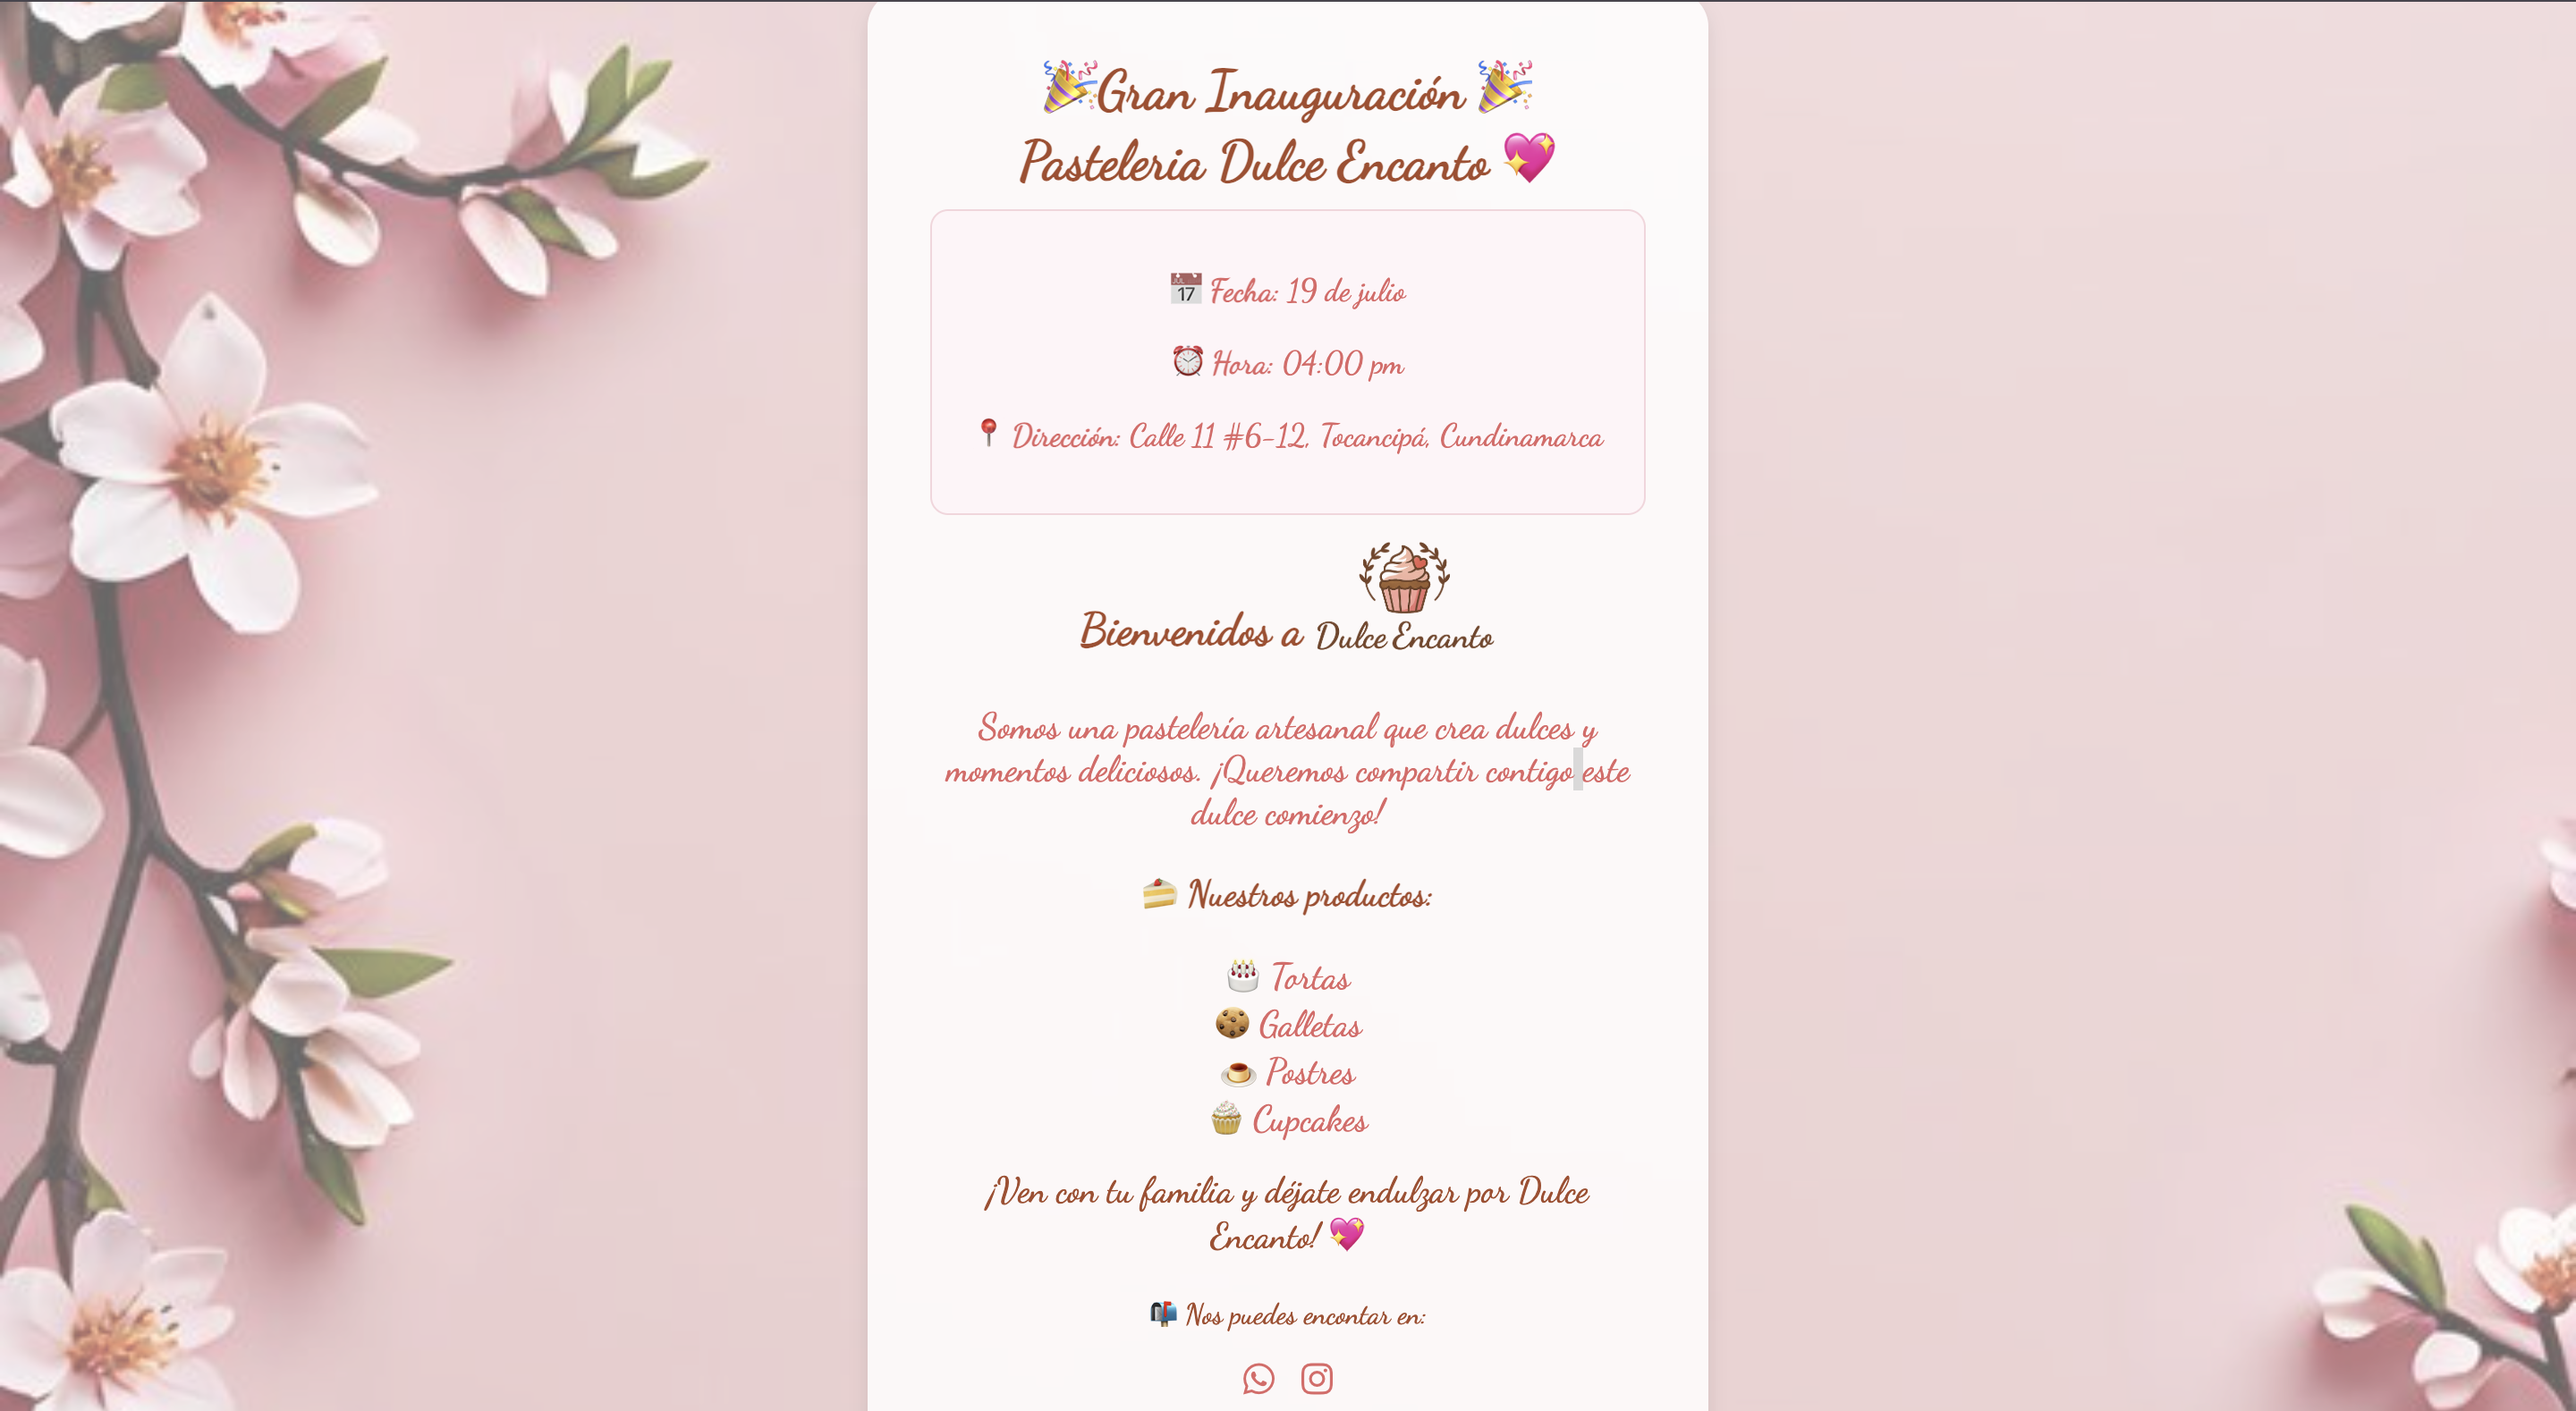 🎉Gran Inauguración 🎉
Pasteleria Dulce Encanto 💖
📅 Fecha: 19 de julio
⏰ Hora: 04:00 pm
📍 Dirección: Calle 11 #6-12, Tocancipá, Cundinamarca
Bienvenidos a Dulce Encanto
Somos una pastelería artesanal que crea dulces y
momentos deliciosos. ¡Queremos compartir contigo este
dulce comienzo!
🍰 Nuestros productos:
🎂 Tortas
🍪 Galletas
🍮 Postres
🧁 Cupcakes
¡Ven con tu familia y déjate endulzar por Dulce
Encanto! 💖
📬 Nos puedes encontar en: